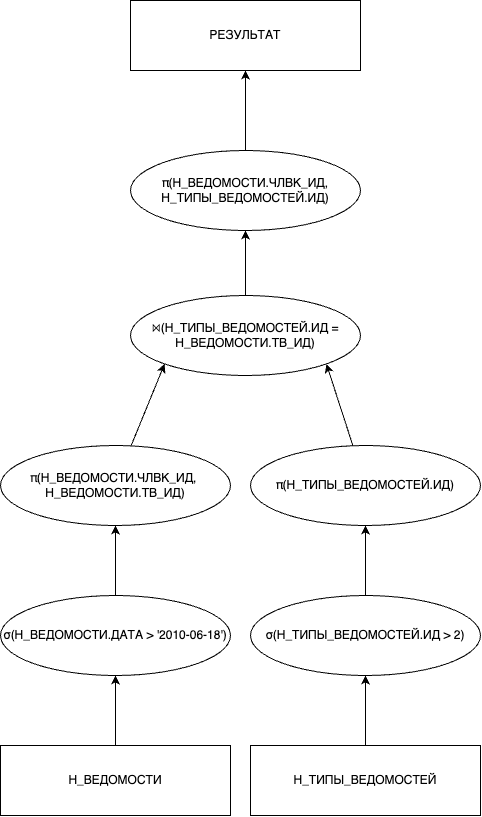 РЕЗУЛЬТАТ
π(Н_ВЕДОМОСТИ.ЧЛВК_ИД,
Н_ТИПЫ_ВЕДОМОСТЕЙ.ИД)
⋈(Н_ТИПЫ_ВЕДОМОСТЕЙ.ИД =
Н_ВЕДОМОСТИ.ТВ_ИД)
π(Н_ВЕДОМОСТИ.ЧЛВК_ИД,
Н_ВЕДОМОСТИ.ТВ_ИД)
π(Н_ТИПЫ_ВЕДОМОСТЕЙ.ИД)
σ(Н_ВЕДОМОСТИ.ДАТА > '2010-06-18')
σ(Н_ТИПЫ_ВЕДОМОСТЕЙ.ИД > 2)
Н_ВЕДОМОСТИ
Н_ТИПЫ_ВЕДОМОСТЕЙ